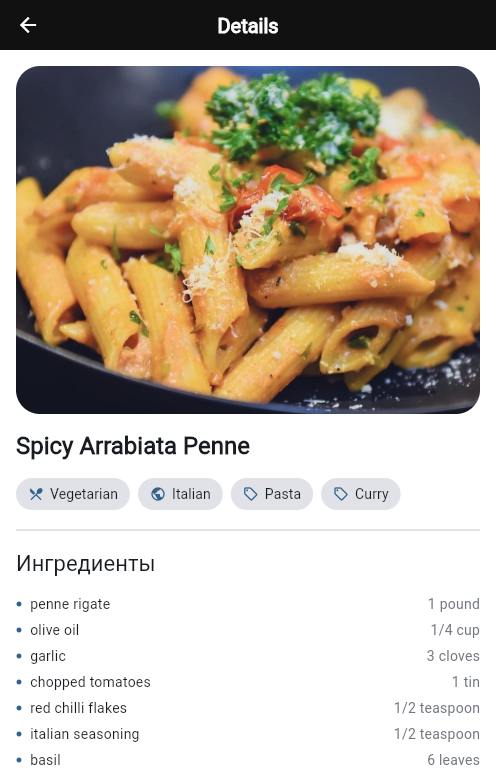 Details
Spicy Arrabiata Penne
Vegetarian Italian Pasta Curry
Ингредиенты
penne rigate 1 pound
olive oil 1/4 cup
garlic 3 cloves
chopped tomatoes 1 tin
red chilli flakes 1/2 teaspoon
italian seasoning 1/2 teaspoon
basil 6 leaves